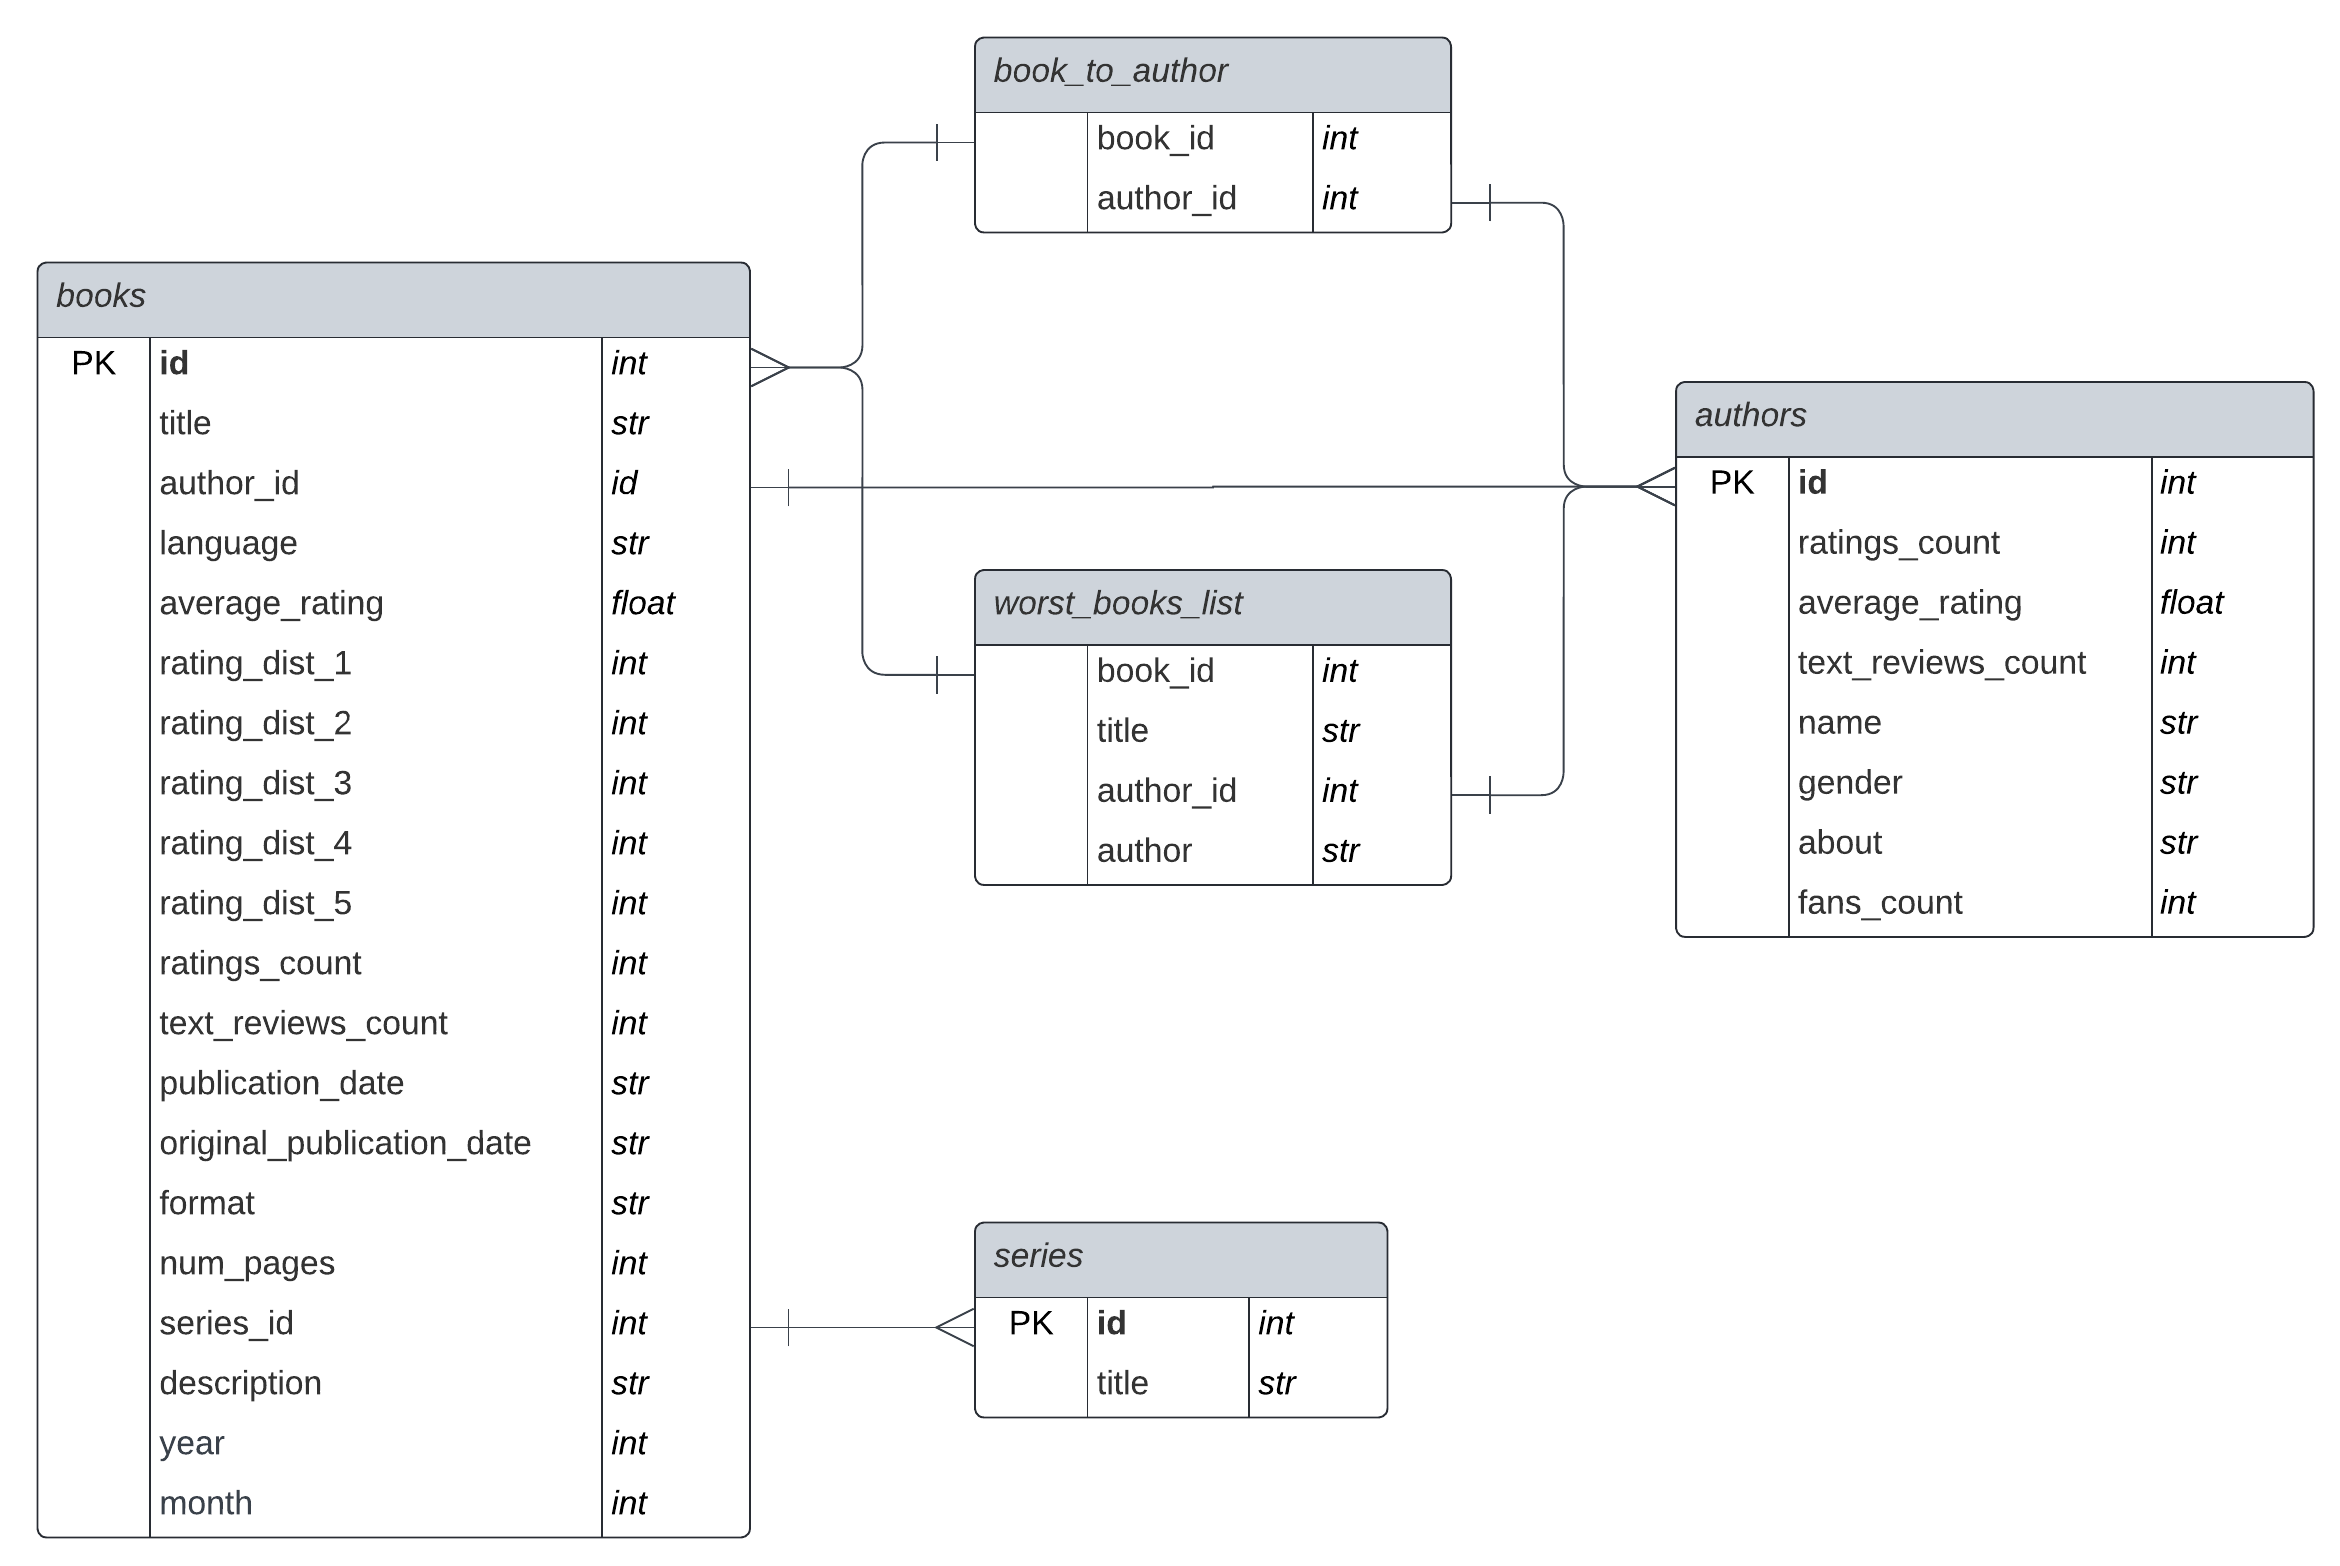 book_to_author
book_id int
author_id int
books
PK id int
title str
author_id id
language str
average_rating float
rating_dist_1 int
rating_dist_2 int
rating_dist_3 int
rating_dist_4 int
rating_dist_5 int
ratings_count int
text_reviews_count int
publication_date str
original_publication_date str
format str
num_pages int
series_id int
description str
year int
month int
worst_books_list
book_id int
title str
author_id int
author str
authors
PK id int
ratings_count int
average_rating float
text_reviews_count int
name str
gender str
about str
fans_count int
series
PK id int
title str